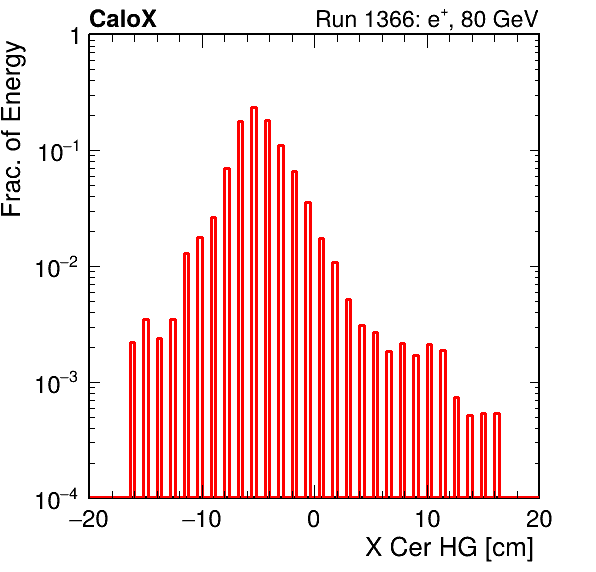 CaloX Run 1366: e⁺, 80 GeV
Frac. of Energy
1
10⁻¹
10⁻²
10⁻³
10⁻⁴
−20 −10 0 10 20
X Cer HG [cm]